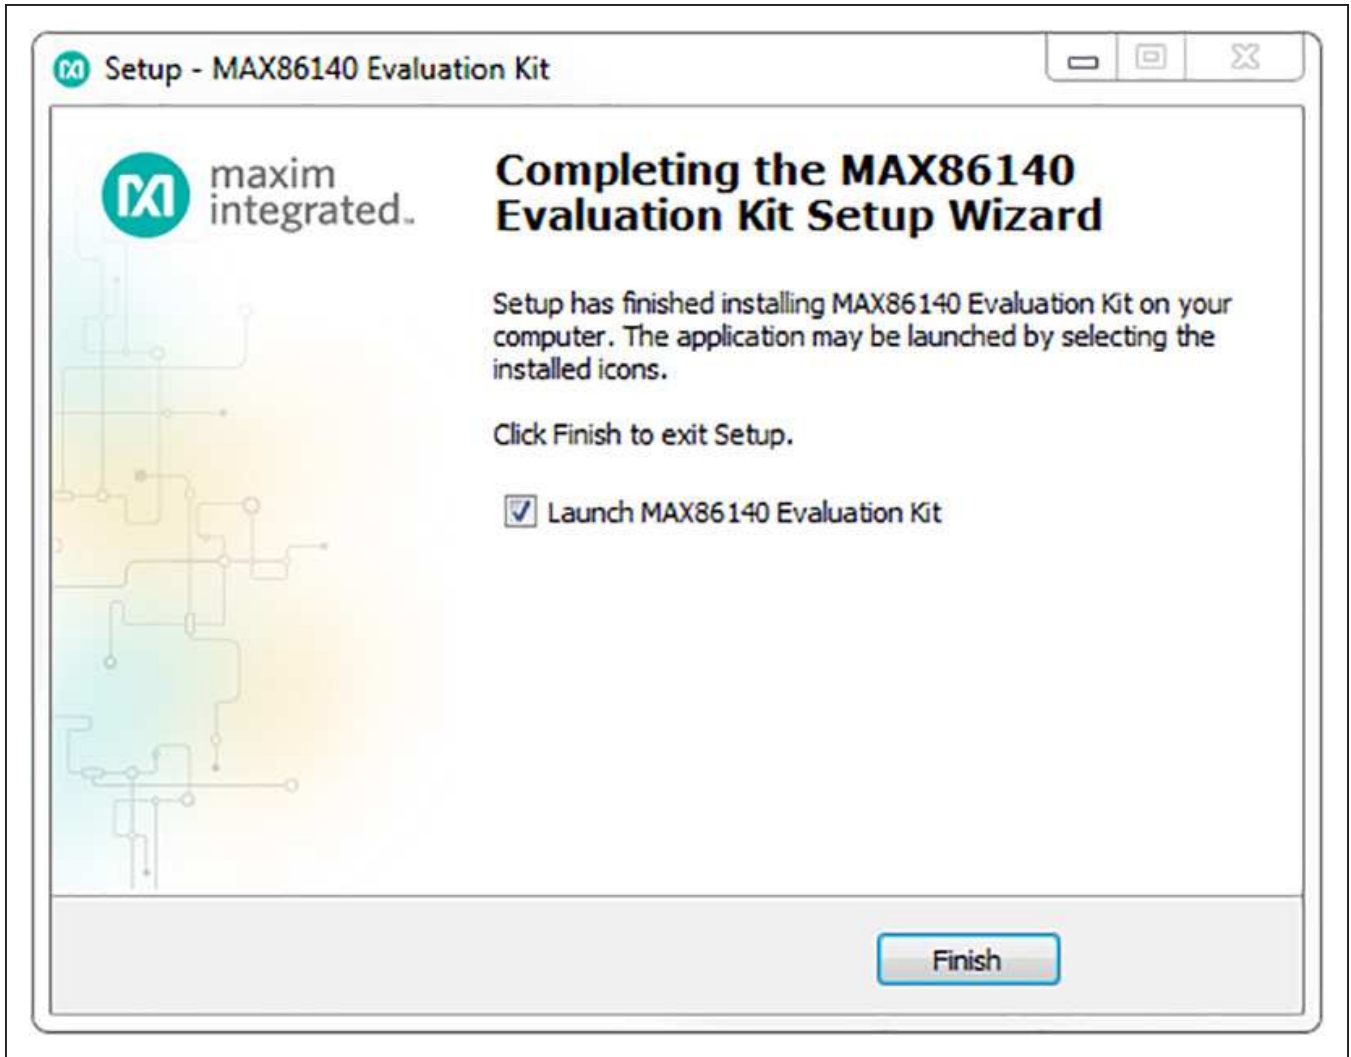 Setup - MAX86140 Evaluation Kit
maxim
integrated™
Completing the MAX86140
Evaluation Kit Setup Wizard
Setup has finished installing MAX86140 Evaluation Kit on your
computer. The application may be launched by selecting the
installed icons.
Click Finish to exit Setup.
Launch MAX86140 Evaluation Kit
Finish